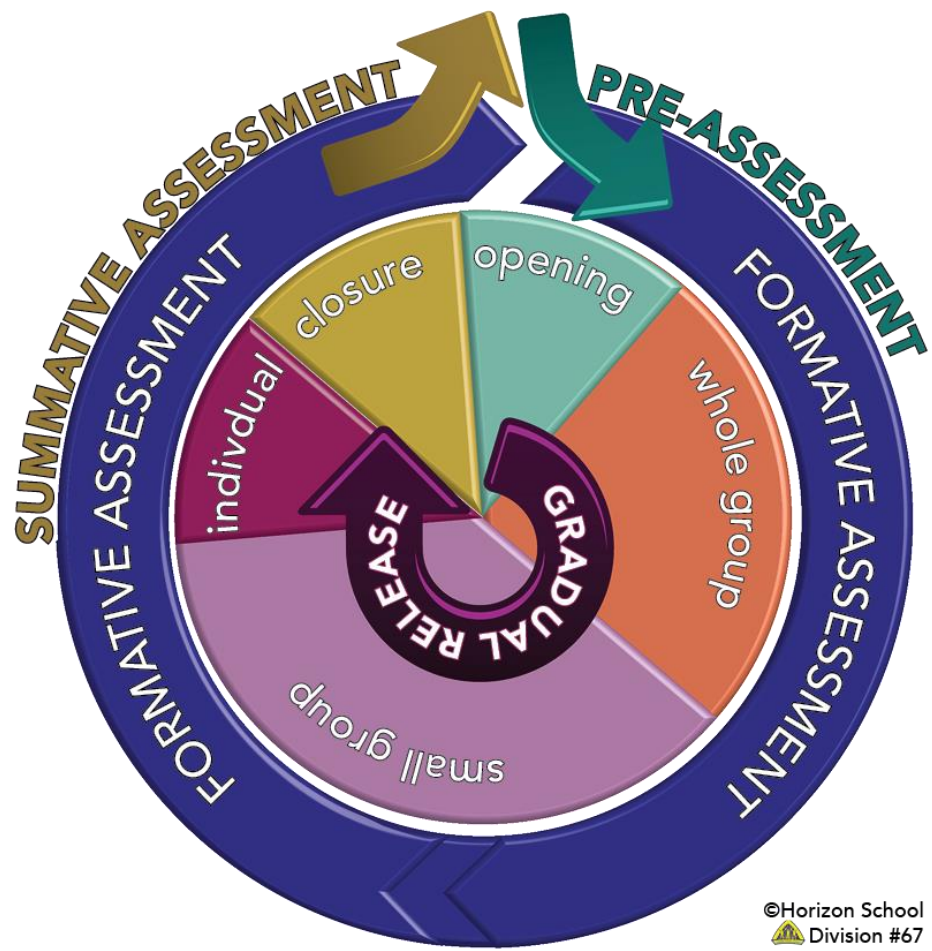 SUMMATIVE ASSESSMENT
PRE-ASSESSMENT
FORMATIVE ASSESSMENT
FORMATIVE ASSESSMENT
opening
whole group
small group
indivdual
closure
GRADUAL RELEASE
©Horizon School
Division #67